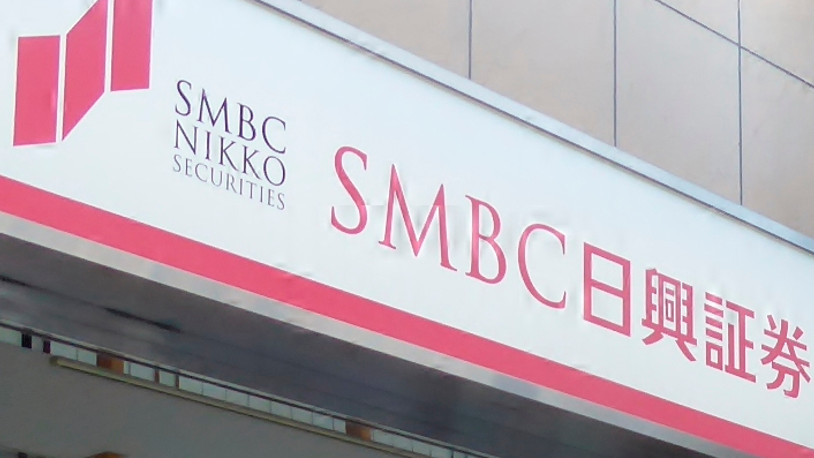 SMBC
NIKKO
SECURITIES
SMBC日興証券